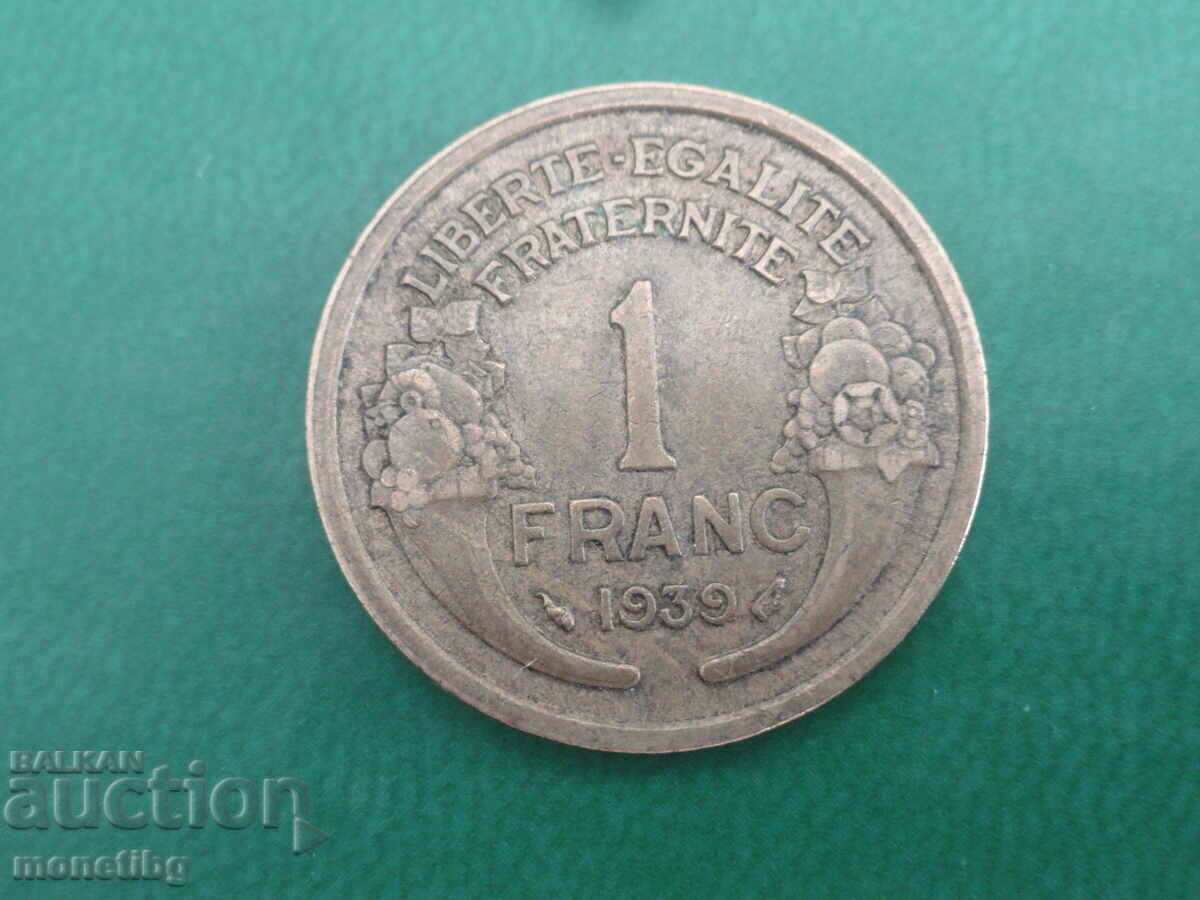 LIBERTE-EGALITE
FRATERNITE
1
FRANC
1939
BALKAN
auction
monetibg